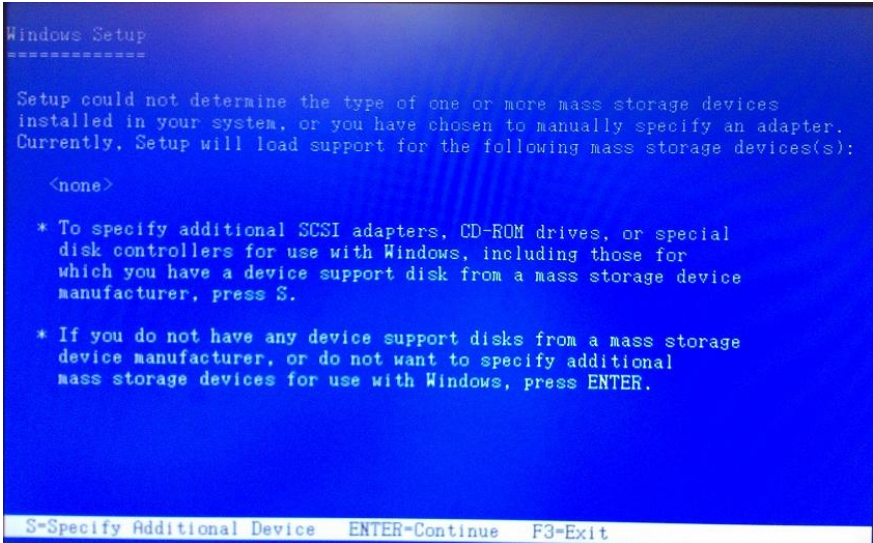 Windows Setup
=============
Setup could not determine the type of one or more mass storage devices
installed in your system, or you have chosen to manually specify an adapter.
Currently, Setup will load support for the following mass storage devices(s):
<none>
* To specify additional SCSI adapters, CD-ROM drives, or special
disk controllers for use with Windows, including those for
which you have a device support disk from a mass storage device
manufacturer, press S.
* If you do not have any device support disks from a mass storage
device manufacturer, or do not want to specify additional
mass storage devices for use with Windows, press ENTER.
S=Specify Additional Device ENTER=Continue F3=Exit